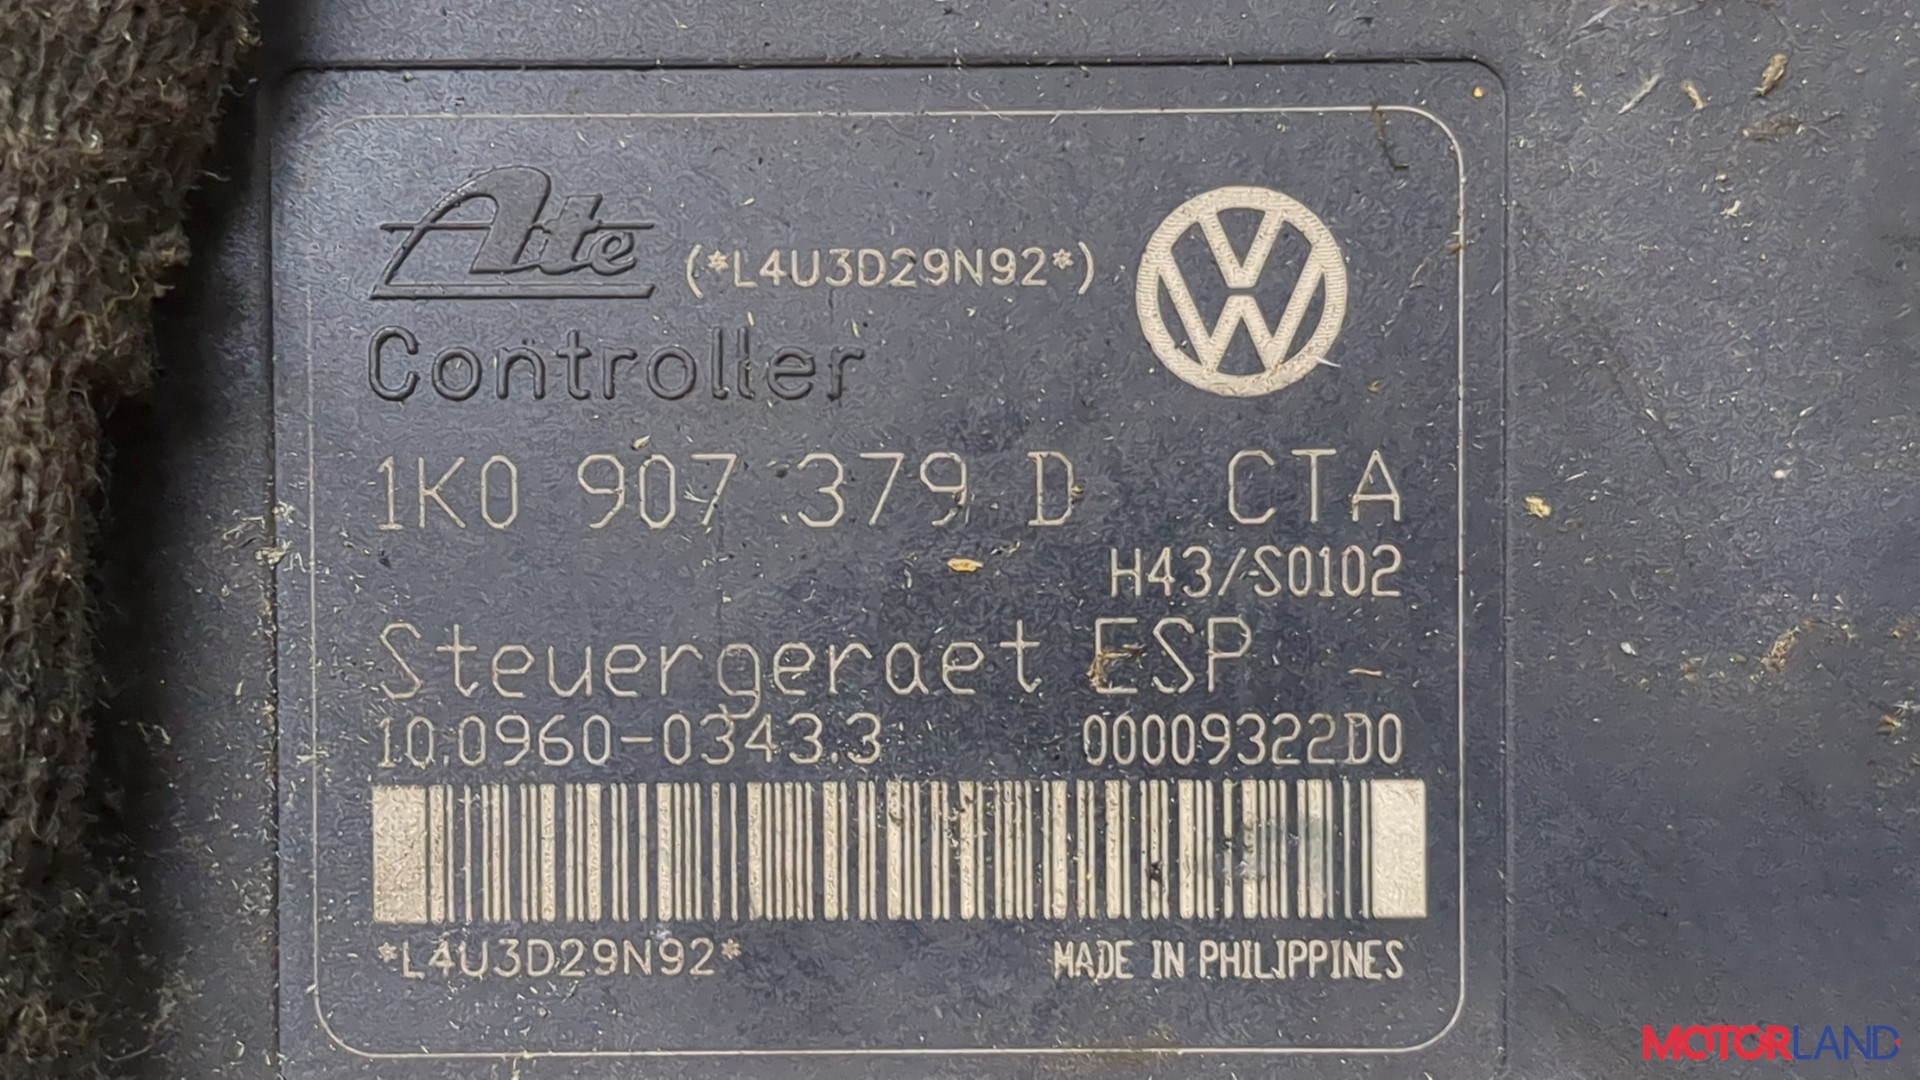 Ate (*L4U3D29N92*)
Controller
1K0 907 379 D CTA
H43/-S0102
Steuergeraet ESP -
10.0960-0343.3 00009322D0
*L4U3D29N92* MADE IN PHILIPPINES
MOTORLAND